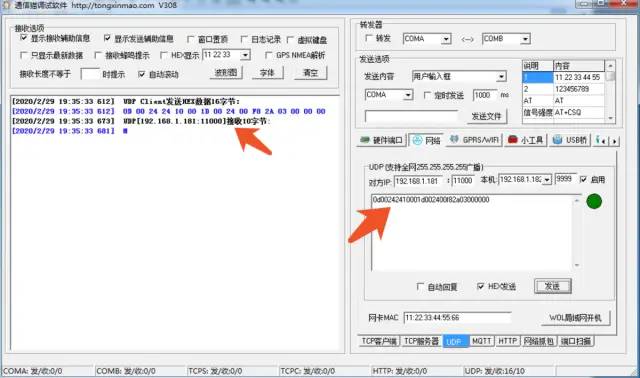 通信猫调试软件 http://tongxinmao.com V308
接收选项
显示接收辅助信息 显示发送辅助信息 窗口置顶 日志记录 虚拟键盘
只显示最新数据 接收蜂鸣提示 HEX显示 11 22 33 GPS NMEA解析
接收长度不等于 时提示 自动滚动 波形图 字体 清空
[2020/2/29 19:35:33 612] UDP Client发送HEX数据16字节:
[2020/2/29 19:35:33 612] 0D 00 24 24 10 00 1D 00 24 00 F8 2A 03 00 00 00
[2020/2/29 19:35:33 673] UDP[192.168.1.181:11000]接收10字节:
[2020/2/29 19:35:33 681] M
转发器
转发 COMA <--> COMB
发送选项
发送内容 用户输入框
COMA 定时发送 1000 ms
发送文件
说明 内容
1 11 22 33 44 55
2 123456789
AT AT
信号强度 AT+CSQ
硬件端口 网络 GPRS/WIFI 小工具 USB桥
UDP (支持全网255.255.255.255广播)
对方IP: 192.168.1.181 : 11000 本机: 192.168.1.182 9999 启用
0d00242410001d002400f82a03000000
自动回复 HEX发送 发送
网卡MAC 11:22:33:44:55:66 WOL局域网开机
TCP客户端 TCP服务器 UDP MQTT HTTP 网络抓包 端口扫描
COMA: 发/收:0/0 COMB: 发/收:0/0 TCPS: 发/收:0/0 TCPC: 发/收:0/0 HTTP: 发/收:0/0 UDP: 发/收:16/10